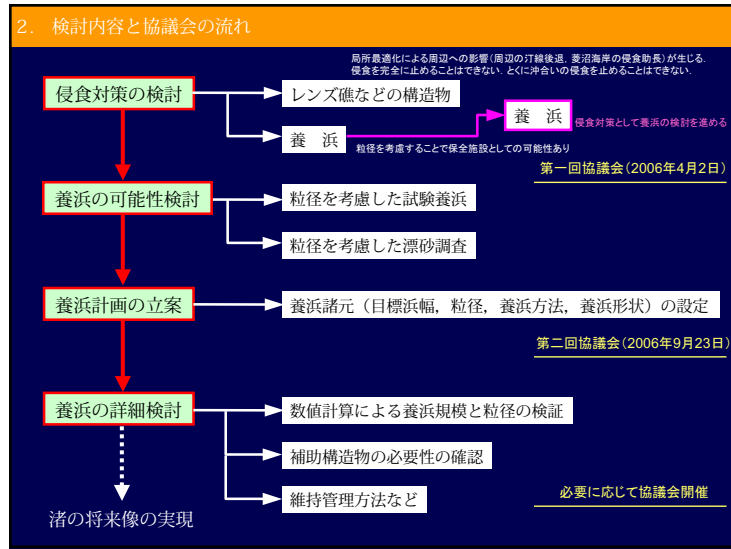 2. 検討内容と協議会の流れ
局所最適化による周辺への影響(周辺の汀線後退, 菱沼海岸の侵食助長)が生じる.
侵食を完全に止めることはできない. とくに沖合いの侵食を止めることはできない.
侵食対策の検討
レンズ礁などの構造物
養 浜
侵食対策として養浜の検討を進める
養 浜
粒径を考慮することで保全施設としての可能性あり
第一回協議会(2006年4月2日)
養浜の可能性検討
粒径を考慮した試験養浜
粒径を考慮した漂砂調査
養浜計画の立案
養浜諸元(目標浜幅, 粒径, 養浜方法, 養浜形状)の設定
第二回協議会(2006年9月23日)
養浜の詳細検討
数値計算による養浜規模と粒径の検証
補助構造物の必要性の確認
維持管理方法など
必要に応じて協議会開催
渚の将来像の実現